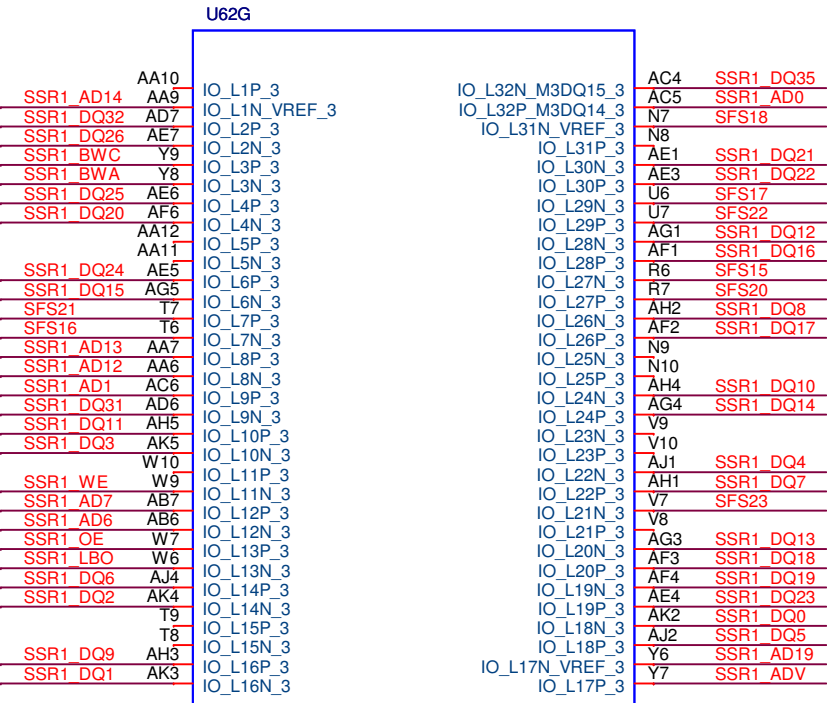 U62G
AA10 IO_L1P_3 IO_L32N_M3DQ15_3 AC4 SSR1_DQ35
SSR1_AD14 AA9 IO_L1N_VREF_3 IO_L32P_M3DQ14_3 AC5 SSR1_AD0
SSR1_DQ32 AD7 IO_L2P_3 IO_L31N_VREF_3 N7 SFS18
SSR1_DQ26 AE7 IO_L2N_3 IO_L31P_3 N8
SSR1_BWC Y9 IO_L3P_3 IO_L30N_3 AE1 SSR1_DQ21
SSR1_BWA Y8 IO_L3N_3 IO_L30P_3 AE3 SSR1_DQ22
SSR1_DQ25 AE6 IO_L4P_3 IO_L29N_3 U6 SFS17
SSR1_DQ20 AF6 IO_L4N_3 IO_L29P_3 U7 SFS22
AA12 IO_L5P_3 IO_L28N_3 AG1 SSR1_DQ12
AA11 IO_L5N_3 IO_L28P_3 AF1 SSR1_DQ16
SSR1_DQ24 AE5 IO_L6P_3 IO_L27N_3 R6 SFS15
SSR1_DQ15 AG5 IO_L6N_3 IO_L27P_3 R7 SFS20
SFS21 T7 IO_L7P_3 IO_L26N_3 AH2 SSR1_DQ8
SFS16 T6 IO_L7N_3 IO_L26P_3 AF2 SSR1_DQ17
SSR1_AD13 AA7 IO_L8P_3 IO_L25N_3 N9
SSR1_AD12 AA6 IO_L8N_3 IO_L25P_3 N10
SSR1_AD1 AC6 IO_L9P_3 IO_L24N_3 AH4 SSR1_DQ10
SSR1_DQ31 AD6 IO_L9N_3 IO_L24P_3 AG4 SSR1_DQ14
SSR1_DQ11 AH5 IO_L10P_3 IO_L23N_3 V9
SSR1_DQ3 AK5 IO_L10N_3 IO_L23P_3 V10
W10 IO_L11P_3 IO_L22N_3 AJ1 SSR1_DQ4
SSR1_WE W9 IO_L11N_3 IO_L22P_3 AH1 SSR1_DQ7
SSR1_AD7 AB7 IO_L12P_3 IO_L21N_3 V7 SFS23
SSR1_AD6 AB6 IO_L12N_3 IO_L21P_3 V8
SSR1_OE W7 IO_L13P_3 IO_L20N_3 AG3 SSR1_DQ13
SSR1_LBO W6 IO_L13N_3 IO_L20P_3 AF3 SSR1_DQ18
SSR1_DQ6 AJ4 IO_L14P_3 IO_L19N_3 AF4 SSR1_DQ19
SSR1_DQ2 AK4 IO_L14N_3 IO_L19P_3 AE4 SSR1_DQ23
T9 IO_L15P_3 IO_L18N_3 AK2 SSR1_DQ0
T8 IO_L15N_3 IO_L18P_3 AJ2 SSR1_DQ5
SSR1_DQ9 AH3 IO_L16P_3 IO_L17N_VREF_3 Y6 SSR1_AD19
SSR1_DQ1 AK3 IO_L16N_3 IO_L17P_3 Y7 SSR1_ADV